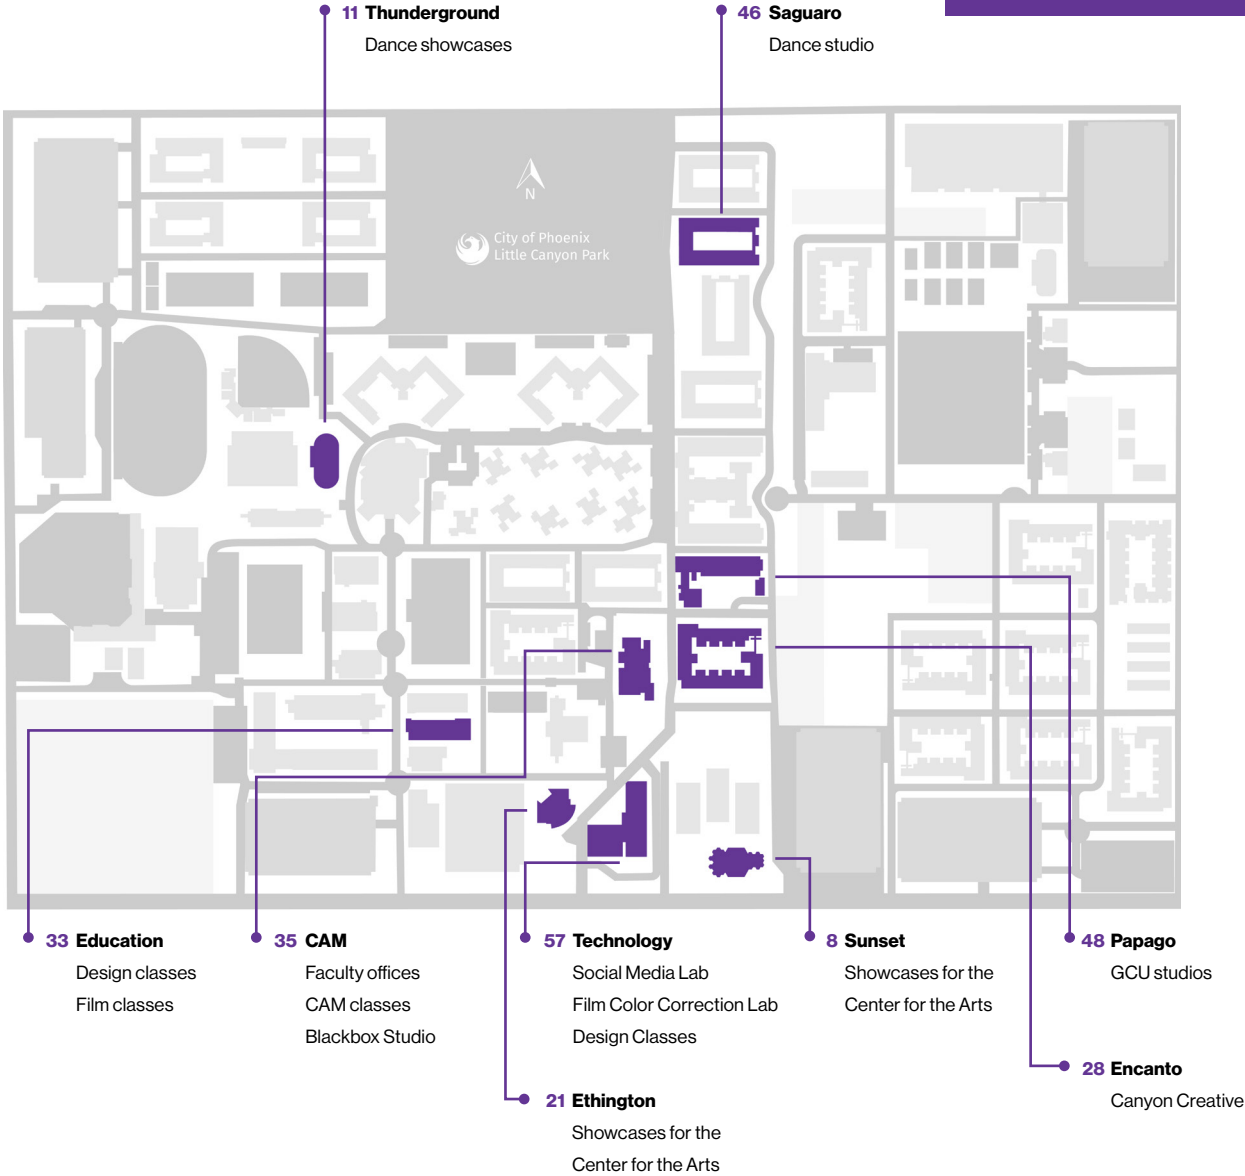 11 Thunderground
Dance showcases
46 Saguaro
Dance studio
N
City of Phoenix
Little Canyon Park
33 Education
Design classes
Film classes
35 CAM
Faculty offices
CAM classes
Blackbox Studio
57 Technology
Social Media Lab
Film Color Correction Lab
Design Classes
8 Sunset
Showcases for the
Center for the Arts
48 Papago
GCU studios
28 Encanto
Canyon Creative
21 Ethington
Showcases for the
Center for the Arts